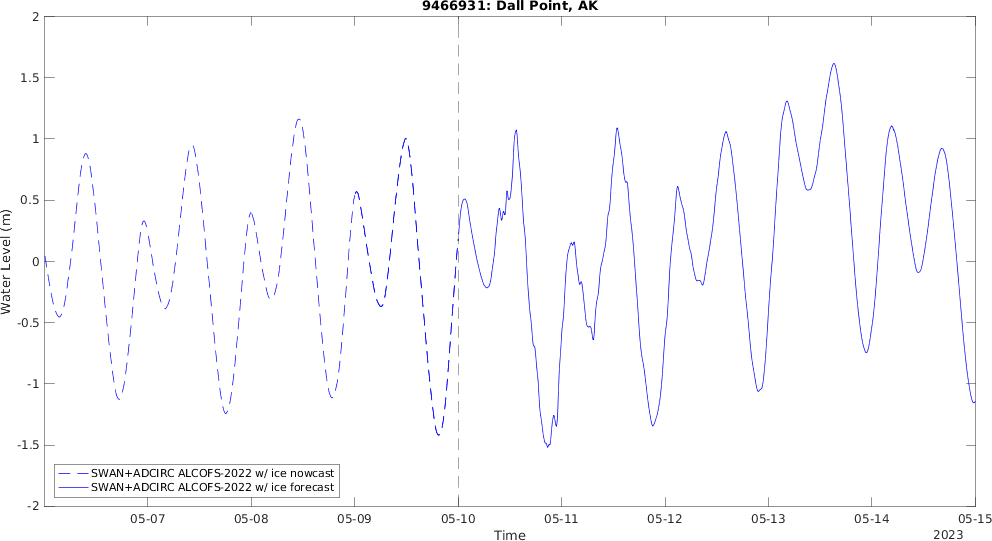 9466931: Dall Point, AK
2
1.5
1
0.5
0
-0.5
-1
-1.5
-2
Water Level (m)
SWAN+ADCIRC ALCOFS-2022 w/ ice nowcast
SWAN+ADCIRC ALCOFS-2022 w/ ice forecast
05-07 05-08 05-09 05-10 05-11 05-12 05-13 05-14 05-15
Time
2023